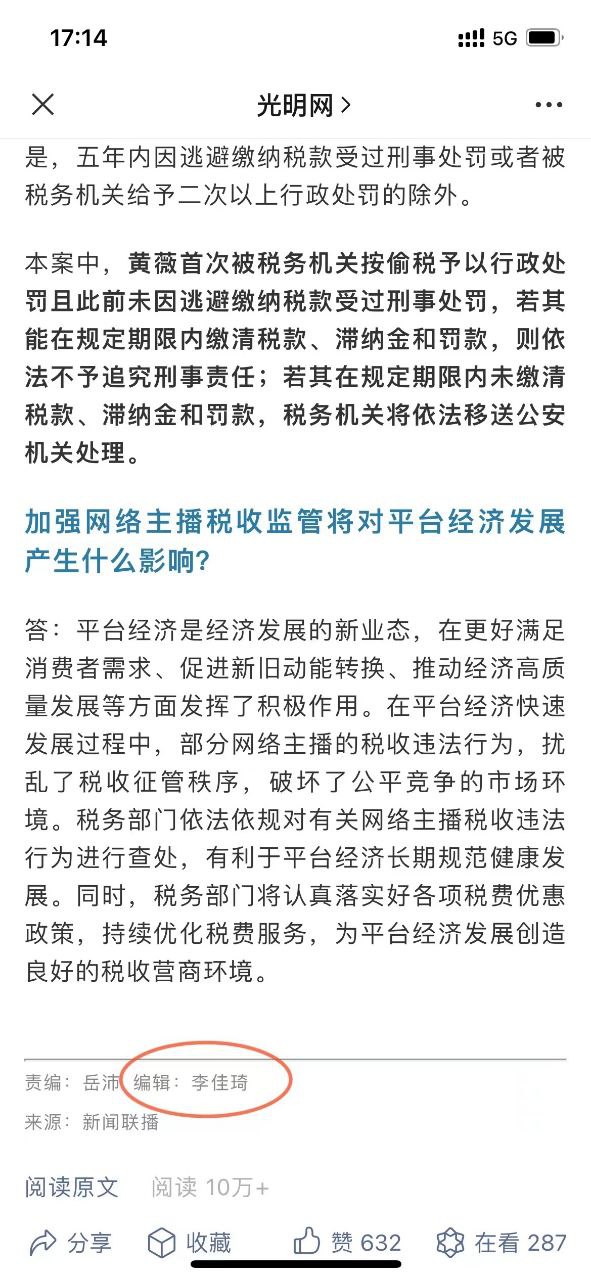 17:14
5G
光明网
是，五年内因逃避缴纳税款受过刑事处罚或者被
税务机关给予二次以上行政处罚的除外。
本案中，黄薇首次被税务机关按偷税予以行政处
罚且此前未因逃避缴纳税款受过刑事处罚，若其
能在规定期限内缴清税款、滞纳金和罚款，则依
法不予追究刑事责任；若其在规定期限内未缴清
税款、滞纳金和罚款，税务机关将依法移送公安
机关处理。
加强网络主播税收监管将对平台经济发展
产生什么影响?
答：平台经济是经济发展的新业态，在更好满足
消费者需求、促进新旧动能转换、推动经济高质
量发展等方面发挥了积极作用。在平台经济快速
发展过程中，部分网络主播的税收违法行为，扰
乱了税收征管秩序，破坏了公平竞争的市场环
境。税务部门依法依规对有关网络主播税收违法
行为进行查处，有利于平台经济长期规范健康发
展。同时，税务部门将认真落实好各项税费优惠
政策，持续优化税费服务，为平台经济发展创造
良好的税收营商环境。
责编：岳沛 编辑：李佳琦
来源：新闻联播
阅读原文 阅读 10万+
分享 收藏 赞 632 在看 287